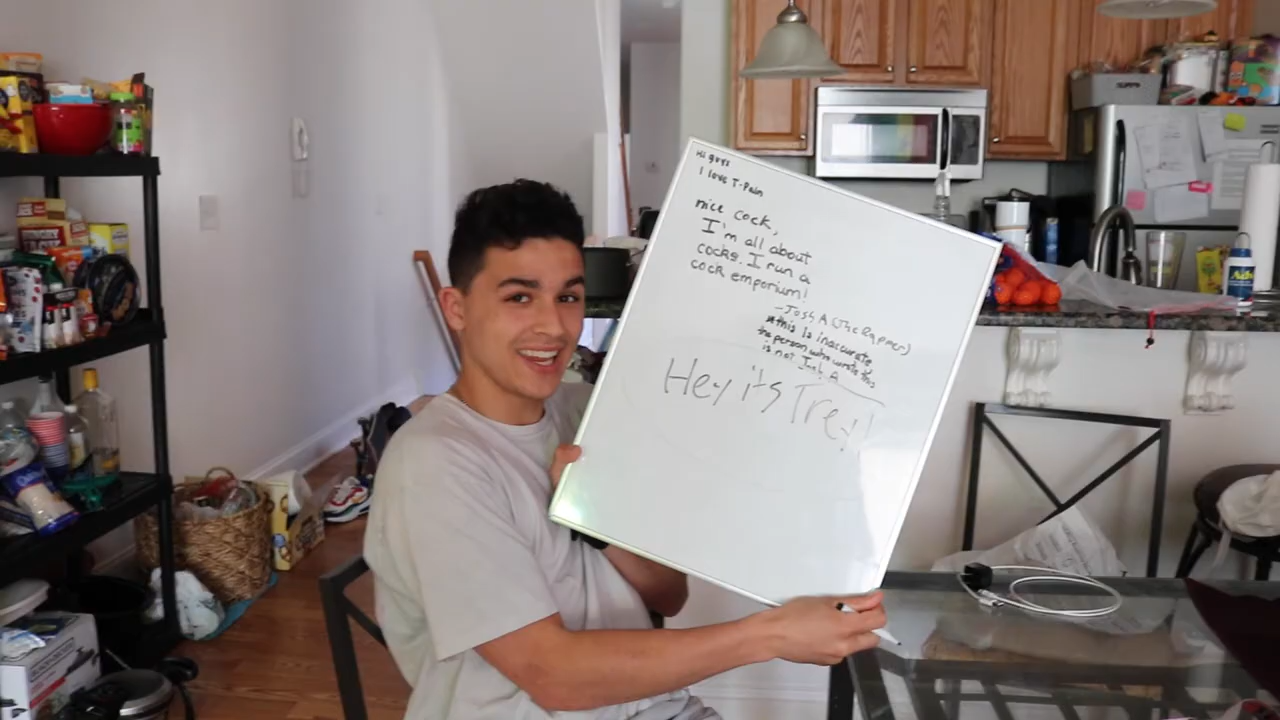 Hi guys
I love T-Pain
nice cock,
I'm all about
cocks. I run a
cock emporium!
-Josh A (The Rapper)
*this is inaccurate
the person who wrote this
is not Josh A
Hey it's Trey!
Advil